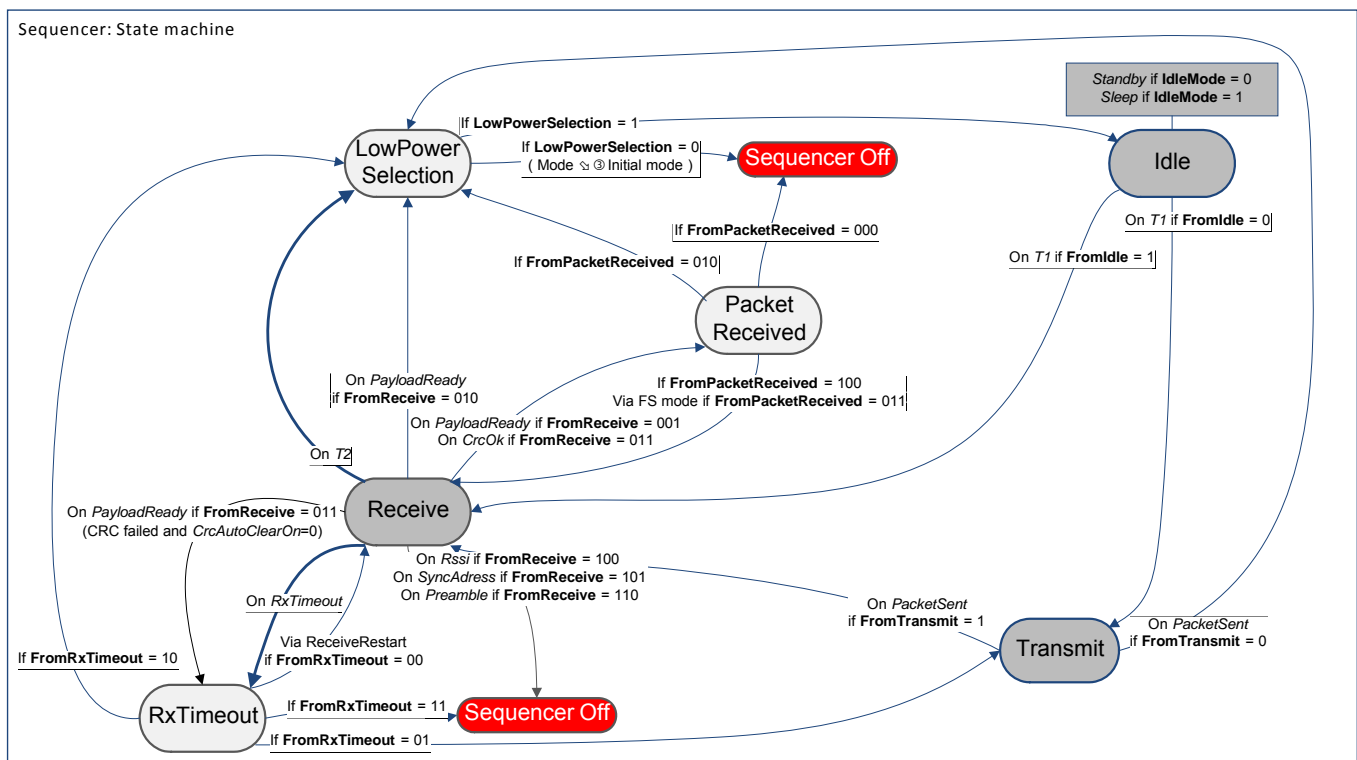 Sequencer: State machine
Standby if IdleMode = 0
Sleep if IdleMode = 1
If LowPowerSelection = 1
LowPower
Selection
If LowPowerSelection = 0
( Mode ⇘ ③ Initial mode )
Sequencer Off
Idle
On T1 if FromIdle = 0
If FromPacketReceived = 000
On T1 if FromIdle = 1
If FromPacketReceived = 010
Packet
Received
On PayloadReady
if FromReceive = 010
If FromPacketReceived = 100
Via FS mode if FromPacketReceived = 011
On PayloadReady if FromReceive = 001
On CrcOk if FromReceive = 011
On T2
Receive
On PayloadReady if FromReceive = 011
(CRC failed and CrcAutoClearOn=0)
On Rssi if FromReceive = 100
On SyncAdress if FromReceive = 101
On Preamble if FromReceive = 110
On RxTimeout
On PacketSent
if FromTransmit = 1
On PacketSent
if FromTransmit = 0
Transmit
Via ReceiveRestart
if FromRxTimeout = 00
If FromRxTimeout = 10
RxTimeout
If FromRxTimeout = 11
Sequencer Off
If FromRxTimeout = 01